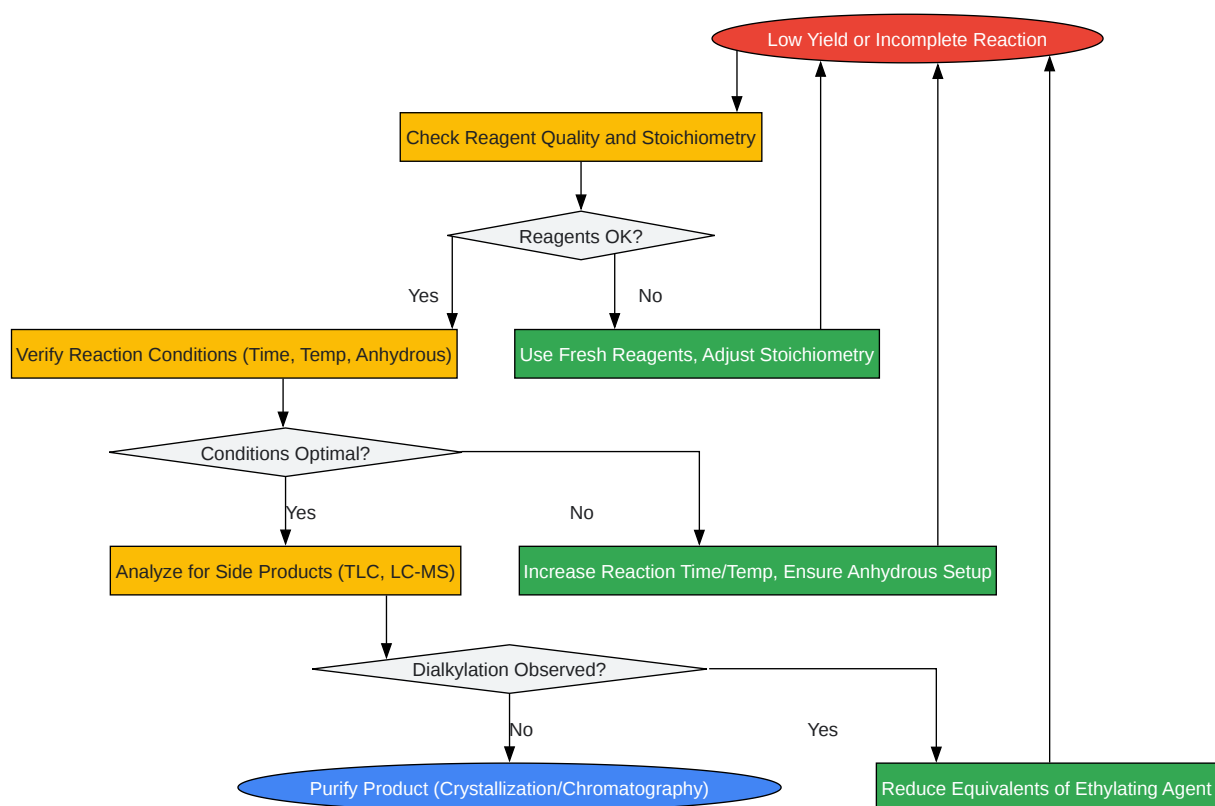 Low Yield or Incomplete Reaction
Check Reagent Quality and Stoichiometry
Reagents OK?
Yes
No
Verify Reaction Conditions (Time, Temp, Anhydrous)
Use Fresh Reagents, Adjust Stoichiometry
Conditions Optimal?
Yes
No
Analyze for Side Products (TLC, LC-MS)
Increase Reaction Time/Temp, Ensure Anhydrous Setup
Dialkylation Observed?
No
Yes
Purify Product (Crystallization/Chromatography)
Reduce Equivalents of Ethylating Agent